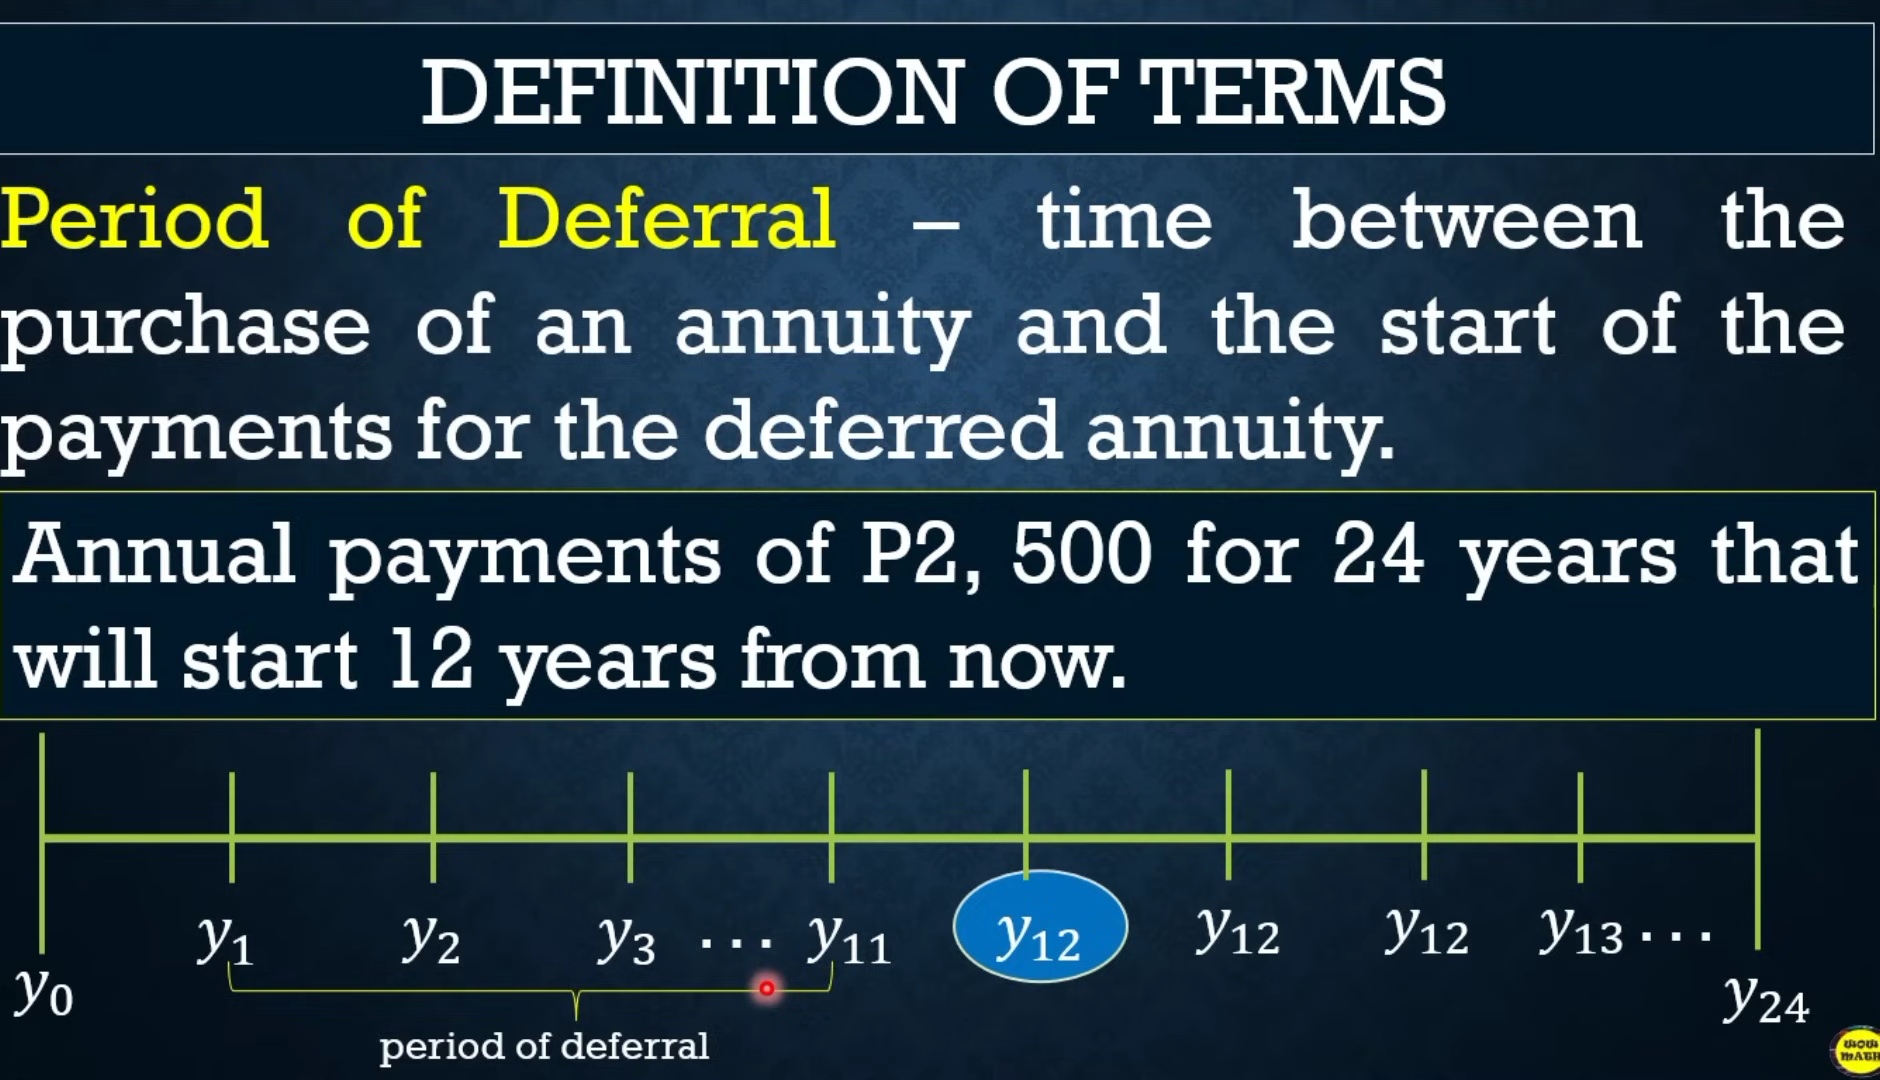 DEFINITION OF TERMS
Period of Deferral – time between the
purchase of an annuity and the start of the
payments for the deferred annuity.
Annual payments of P2, 500 for 24 years that
will start 12 years from now.
y₁ y₂ y₃ ... y₁₁ y₁₂ y₁₂ y₁₂ y₁₃ ...
y₀ y₂₄
period of deferral
WOW
MATH